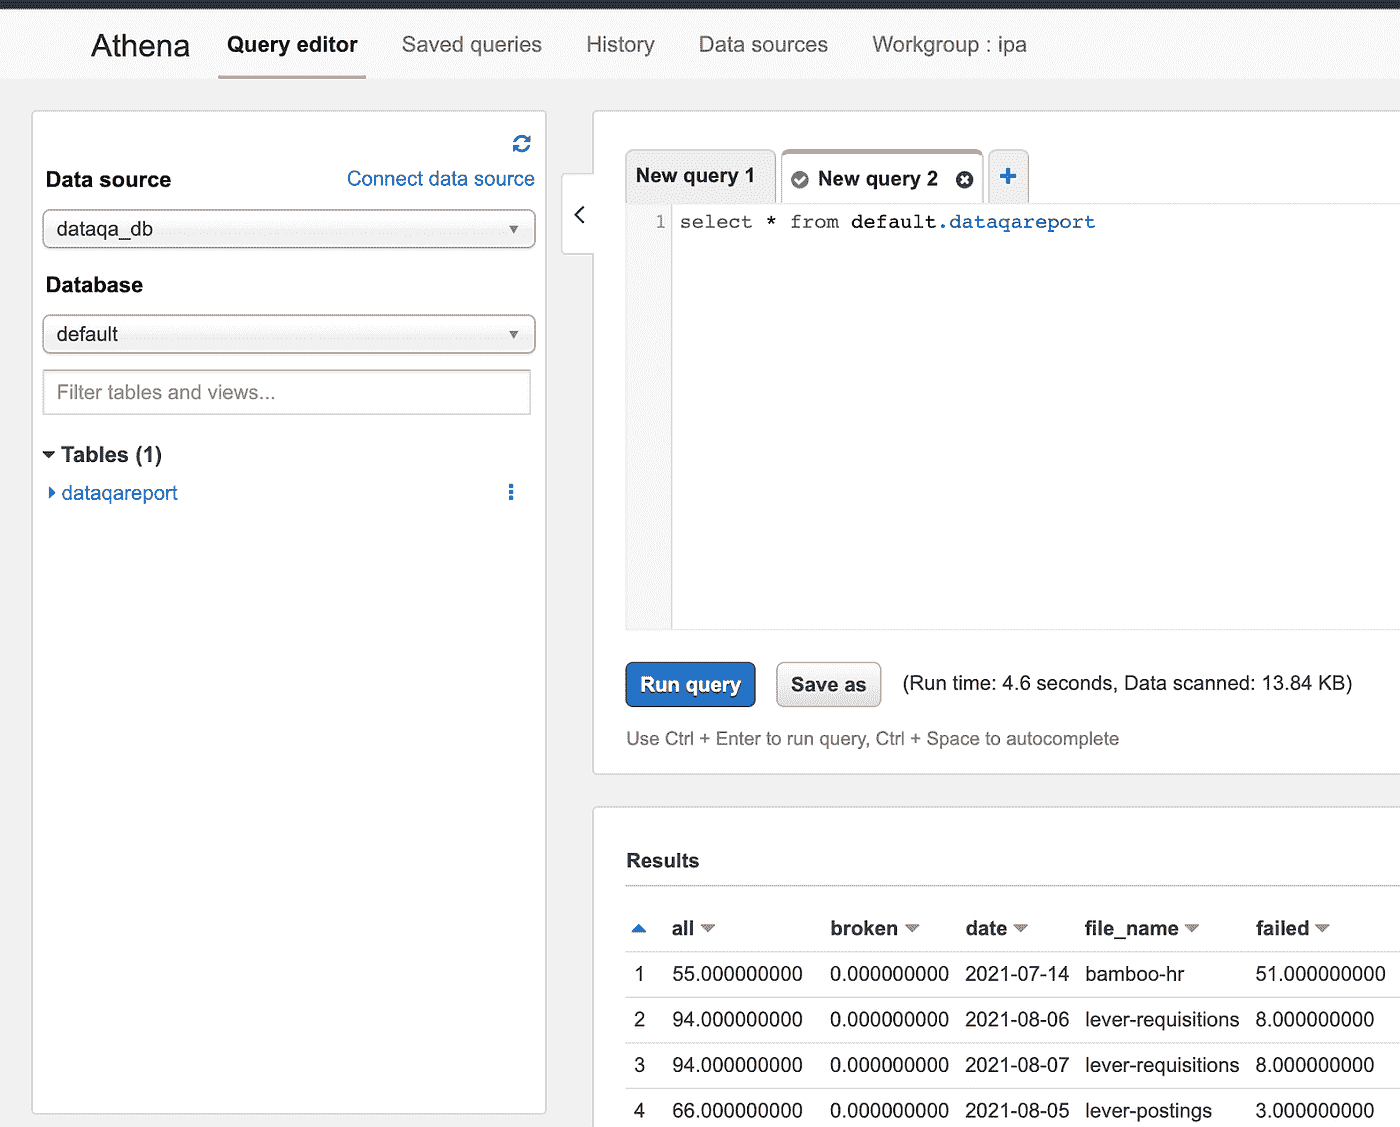 Athena Query editor Saved queries History Data sources Workgroup : ipa
Data source Connect data source
dataqa_db
Database
default
Filter tables and views...
Tables (1)
dataqareport
New query 1 New query 2 +
1 select * from default.dataqareport
Run query Save as (Run time: 4.6 seconds, Data scanned: 13.84 KB)
Use Ctrl + Enter to run query, Ctrl + Space to autocomplete
Results
all broken date file_name failed
1 55.000000000 0.000000000 2021-07-14 bamboo-hr 51.000000000
2 94.000000000 0.000000000 2021-08-06 lever-requisitions 8.000000000
3 94.000000000 0.000000000 2021-08-07 lever-requisitions 8.000000000
4 66.000000000 0.000000000 2021-08-05 lever-postings 3.000000000